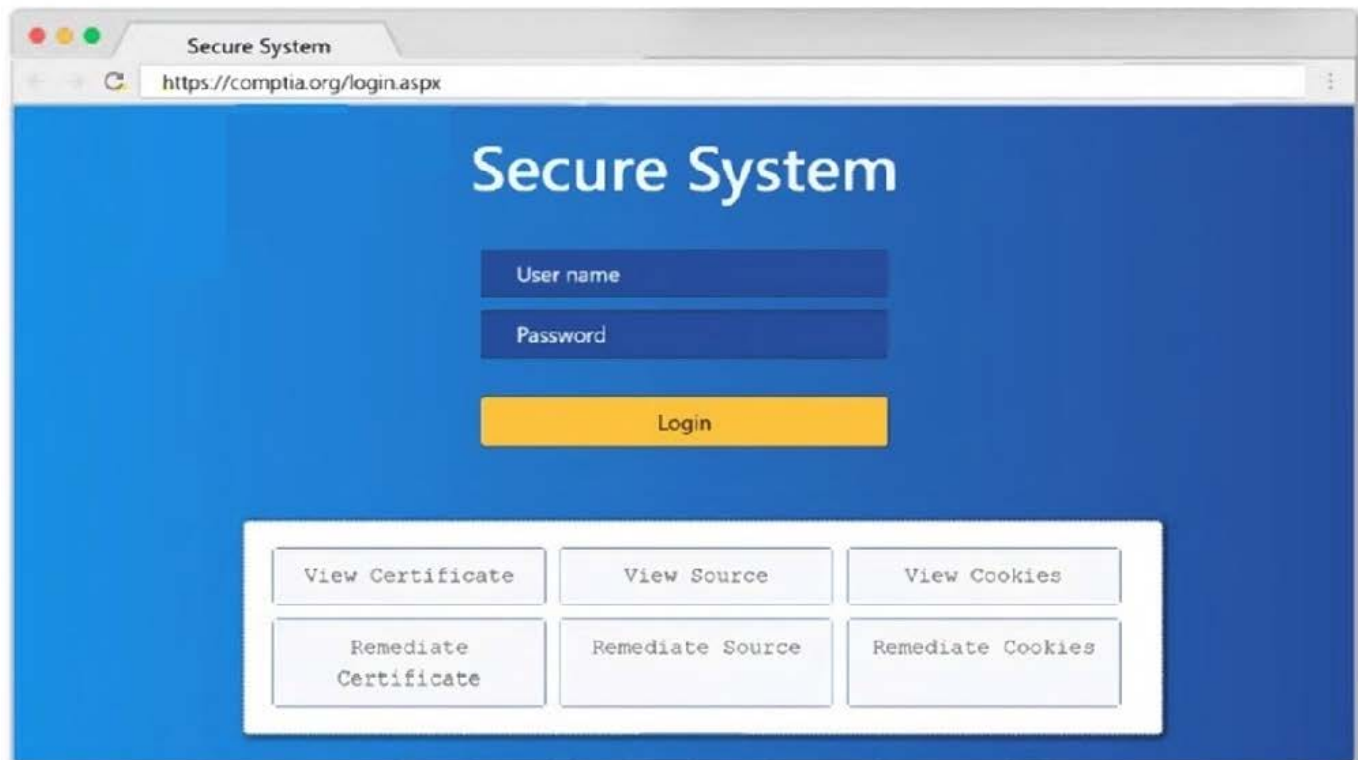 Secure System
https://comptia.org/login.aspx
Secure System
User name
Password
Login
View Certificate
View Source
View Cookies
Remediate
Certificate
Remediate Source
Remediate Cookies